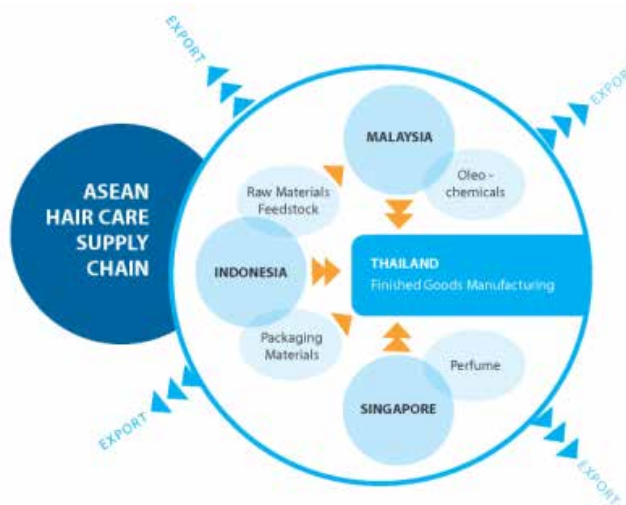 EXPORT
EXPORT
ASEAN
HAIR CARE
SUPPLY
CHAIN
MALAYSIA
Oleo -
chemicals
Raw Materials
Feedstock
INDONESIA
THAILAND
Finished Goods Manufacturing
Packaging
Materials
Perfume
SINGAPORE
EXPORT
EXPORT